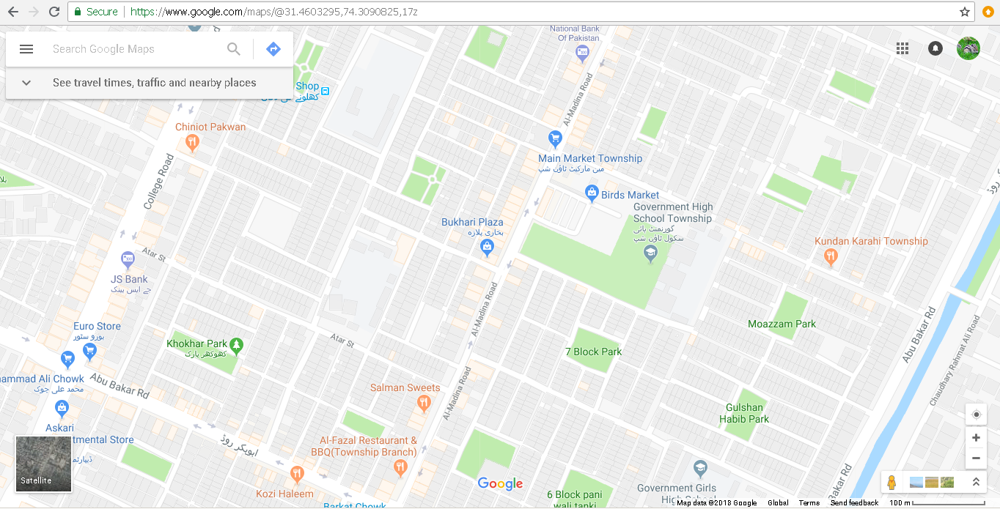 Secure
https://www.google.com/maps/@31.4603295,74.3090825,17z
Search Google Maps
See travel times, traffic and nearby places
National Bank
Of Pakistan
Shop
Al-Madina Road
Chiniot Pakwan
College Road
Main Market Township
مین مارکیٹ ٹاؤن شپ
Birds Market
Government High
School Township
گورنمنٹ ہائی
سکول ٹاؤن شپ
Bukhari Plaza
بخاری پلازہ
Kundan Karahi Township
Atar St
JS Bank
جے ایس بینک
Al-Madina Road
Euro Store
یورو سٹور
Khokhar Park
کھوکھر پارک
Atar St
7 Block Park
Moazzam Park
Abu Bakar Rd
Chaudhary Rahmat Ali Road
ammad Ali Chowk
محمد علی چوک
Abu Bakar Rd
Salman Sweets
Al-Madina Road
Gulshan
Habib Park
Askari
tmental Store
ابوبکر روڈ
Al-Fazal Restaurant &
BBQ(Township Branch)
Satellite
Kozi Haleem
Barkat Chowk
Google
6 Block pani
wali tanki
Government Girls
High School
Bakar Rd
Map data ©2018 Google
Global
Terms
Send feedback
100 m